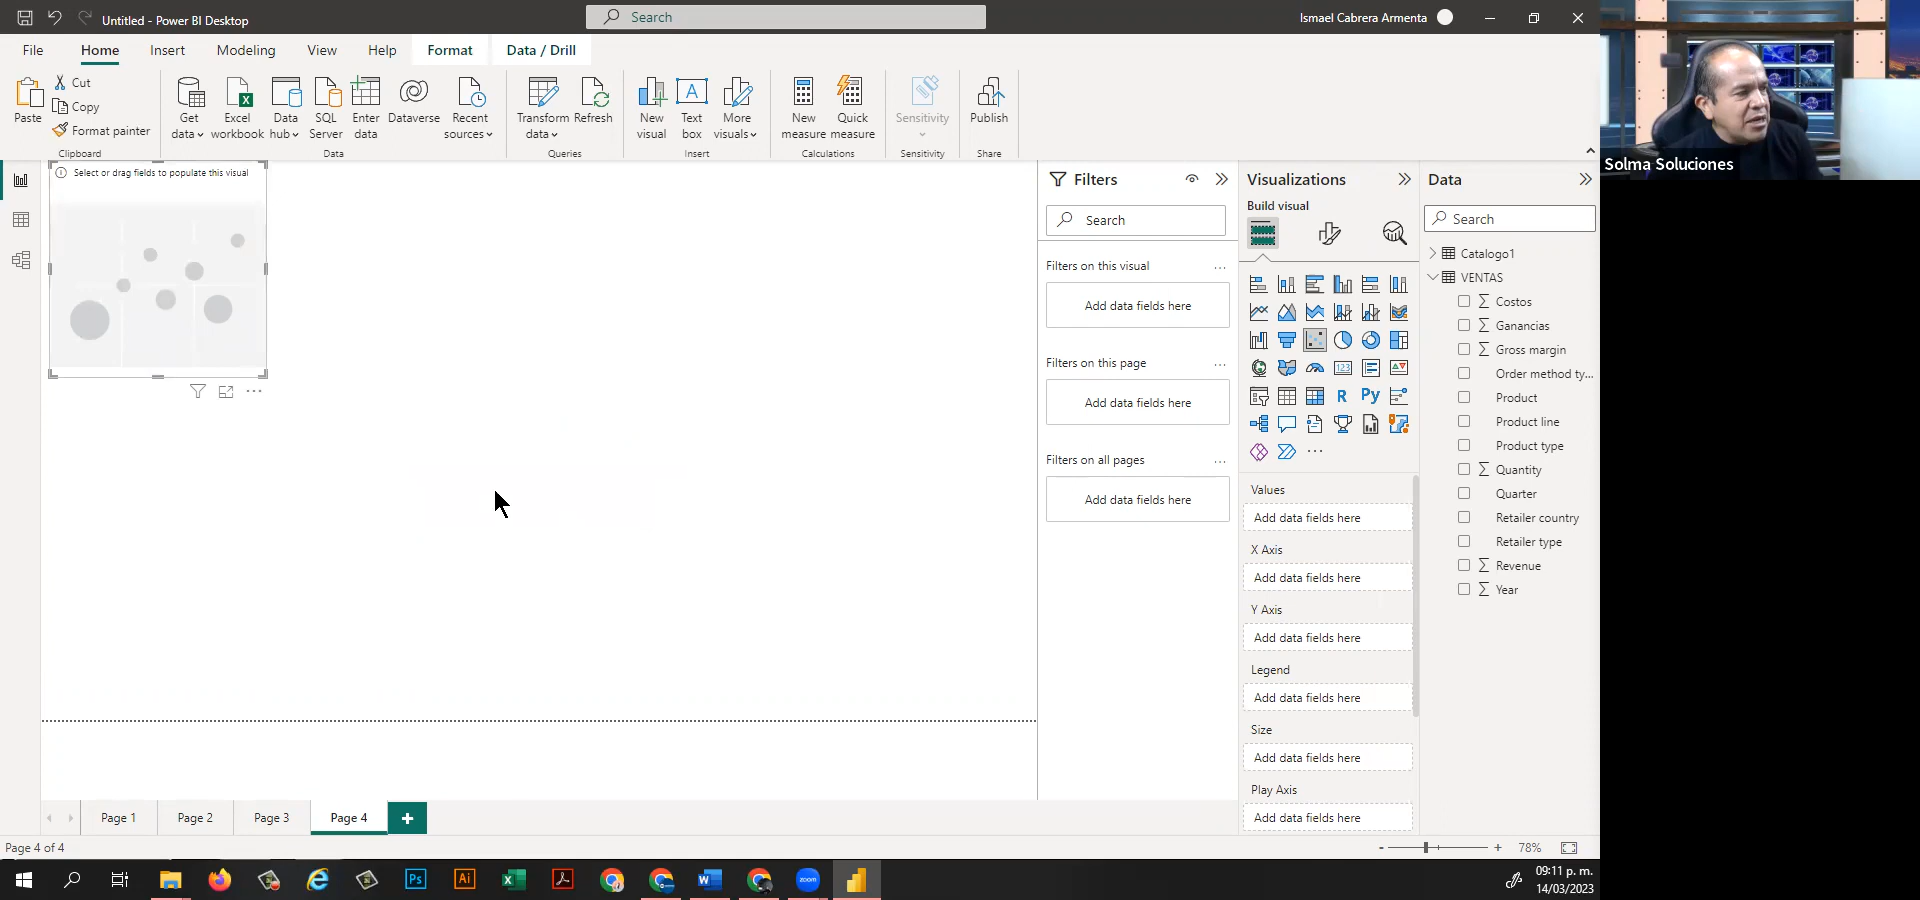 Untitled - Power BI Desktop
Search
Ismael Cabrera Armenta
File
Home
Insert
Modeling
View
Help
Format
Data / Drill
Paste
Cut
Copy
Format painter
Get data
Excel workbook
Data hub
SQL Server
Enter data
Dataverse
Recent sources
Transform data
Refresh
New visual
Text box
More visuals
New measure
Quick measure
Sensitivity
Publish
Clipboard
Data
Queries
Insert
Calculations
Sensitivity
Share
Solma Soluciones
Select or drag fields to populate this visual
Filters
Search
Filters on this visual
...
Add data fields here
Filters on this page
...
Add data fields here
Filters on all pages
...
Add data fields here
Visualizations
Build visual
123
R
Py
...
Values
Add data fields here
X Axis
Add data fields here
Y Axis
Add data fields here
Legend
Add data fields here
Size
Add data fields here
Play Axis
Add data fields here
Data
Search
Catalogo1
VENTAS
Costos
Ganancias
Gross margin
Order method ty...
Product
Product line
Product type
Quantity
Quarter
Retailer country
Retailer type
Revenue
Year
Page 1
Page 2
Page 3
Page 4
+
Page 4 of 4
- + 78%
Ps
Ai
zoom
09:11 p. m.
14/03/2023